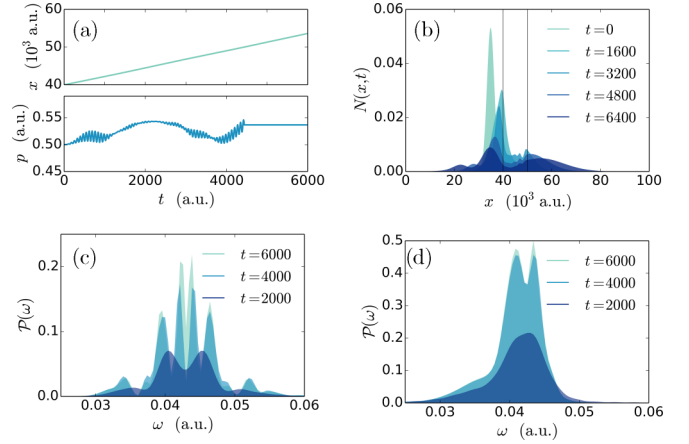 (a)
x (10³ a.u.)
60
50
40
p (a.u.)
0.55
0.50
0.45
0 2000 4000 6000
t (a.u.)
(b)
N(x,t)
0.06
0.04
0.02
0.00
t=0
t=1600
t=3200
t=4800
t=6400
0 20 40 60 80 100
x (10³ a.u.)
(c)
P(ω)
0.2
0.1
0.0
t=6000
t=4000
t=2000
0.03 0.04 0.05 0.06
ω (a.u.)
(d)
P(ω)
0.5
0.4
0.3
0.2
0.1
0.0
t=6000
t=4000
t=2000
0.03 0.04 0.05 0.06
ω (a.u.)